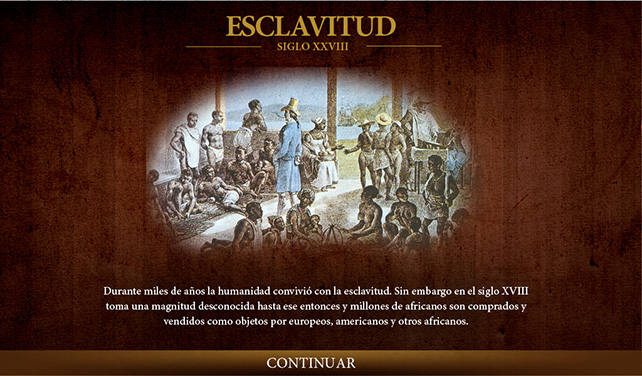 ESCLAVITUD
SIGLO XXVIII
Durante miles de años la humanidad convivió con la esclavitud. Sin embargo en el siglo XVIII
toma una magnitud desconocida hasta ese entonces y millones de africanos son comprados y
vendidos como objetos por europeos, americanos y otros africanos.
CONTINUAR